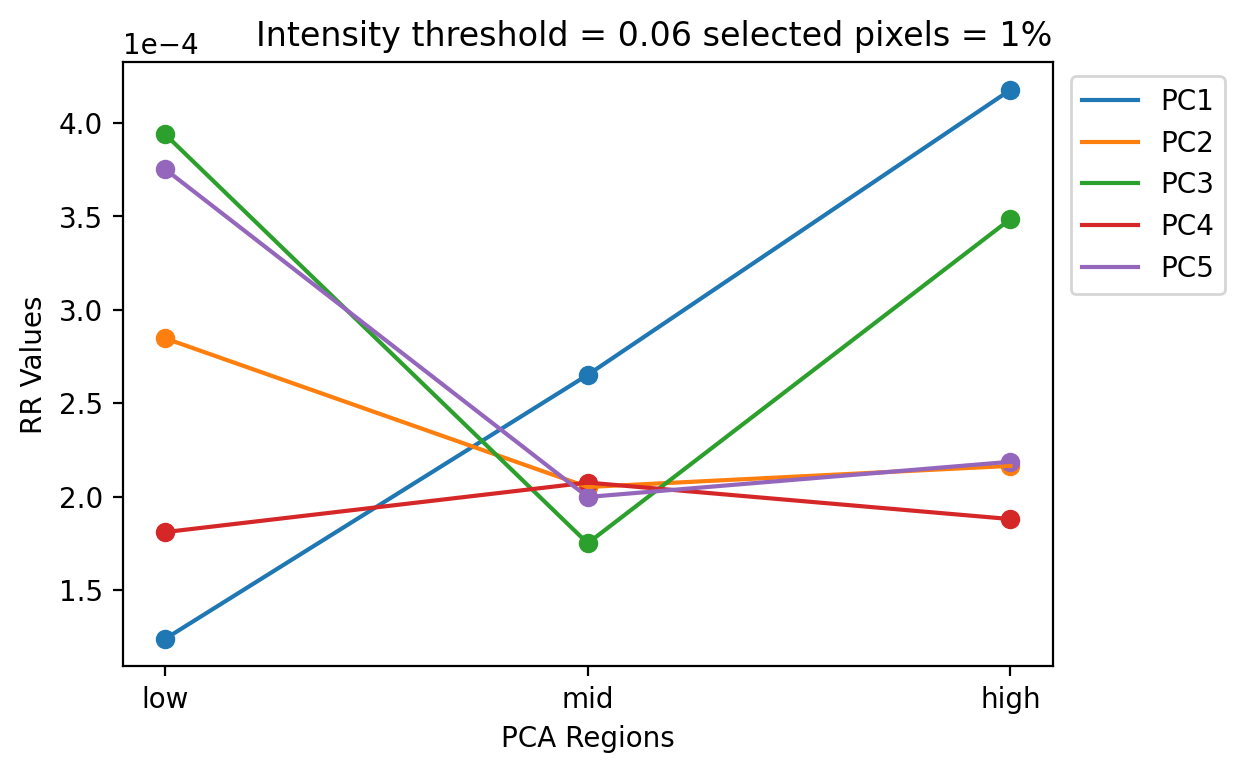 Intensity threshold = 0.06 selected pixels = 1%
1e−4
4.0
3.5
3.0
2.5
2.0
1.5
RR Values
low
mid
high
PCA Regions
PC1
PC2
PC3
PC4
PC5